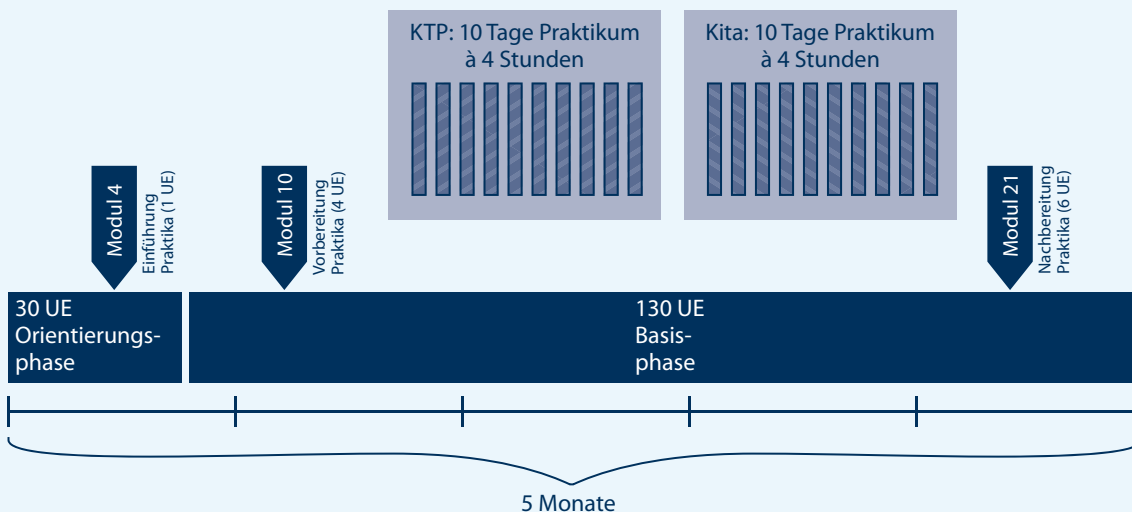 KTP: 10 Tage Praktikum
à 4 Stunden
Kita: 10 Tage Praktikum
à 4 Stunden
Modul 4
Einführung
Praktika (1 UE)
Modul 10
Vorbereitung
Praktika (4 UE)
Modul 21
Nachbereitung
Praktika (6 UE)
30 UE
Orientierungs-
phase
130 UE
Basis-
phase
5 Monate